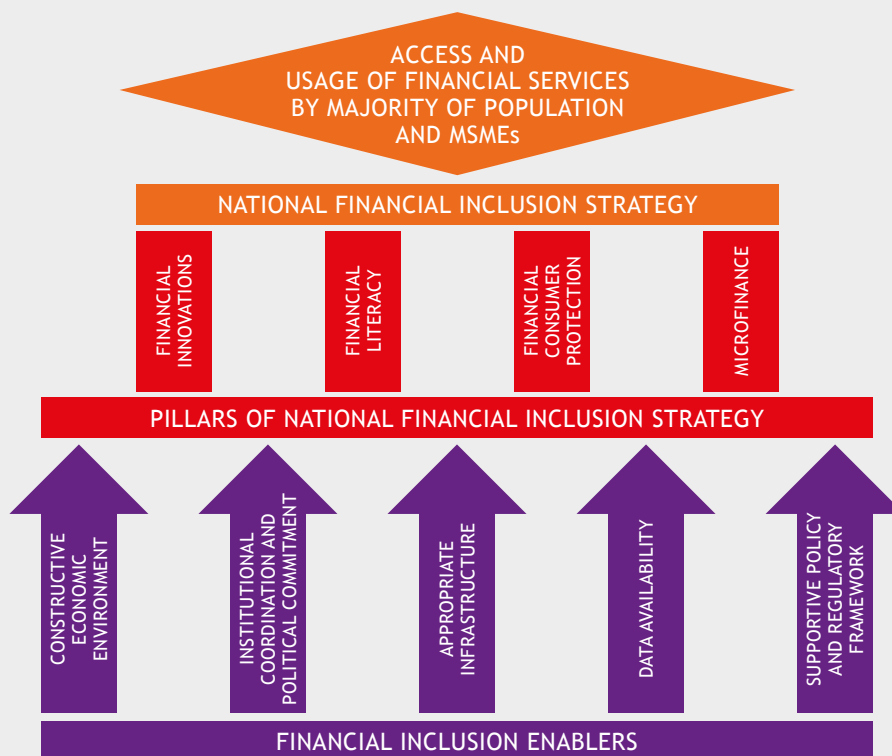 ACCESS AND
USAGE OF FINANCIAL SERVICES
BY MAJORITY OF POPULATION
AND MSMEs
NATIONAL FINANCIAL INCLUSION STRATEGY
FINANCIAL
INNOVATIONS
FINANCIAL
LITERACY
FINANCIAL
CONSUMER
PROTECTION
MICROFINANCE
PILLARS OF NATIONAL FINANCIAL INCLUSION STRATEGY
CONSTRUCTIVE
ECONOMIC
ENVIRONMENT
INSTITUTIONAL
COORDINATION AND
POLITICAL COMMITMENT
APPROPRIATE
INFRASTRUCTURE
DATA AVAILABILITY
SUPPORTIVE POLICY
AND REGULATORY
FRAMEWORK
FINANCIAL INCLUSION ENABLERS